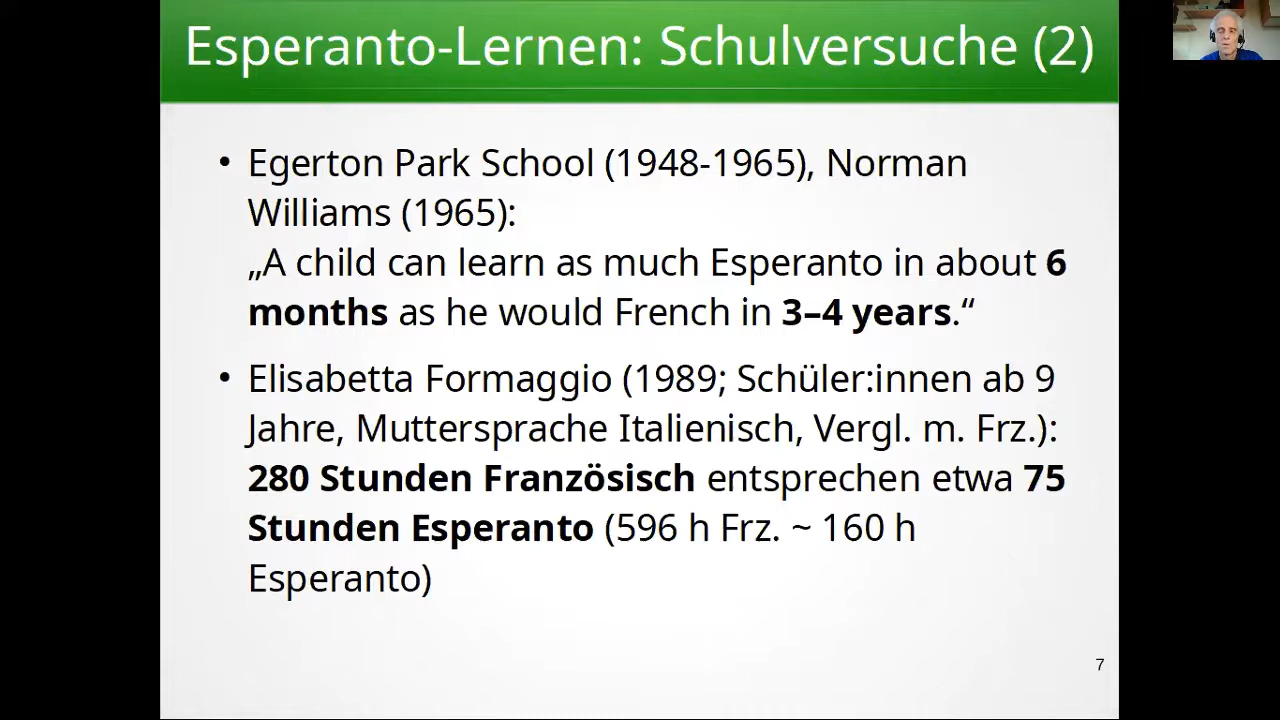 Esperanto-Lernen: Schulversuche (2)
• Egerton Park School (1948-1965), Norman
Williams (1965):
„A child can learn as much Esperanto in about 6
months as he would French in 3–4 years.“
• Elisabetta Formaggio (1989; Schüler:innen ab 9
Jahre, Muttersprache Italienisch, Vergl. m. Frz.):
280 Stunden Französisch entsprechen etwa 75
Stunden Esperanto (596 h Frz. ~ 160 h
Esperanto)
7